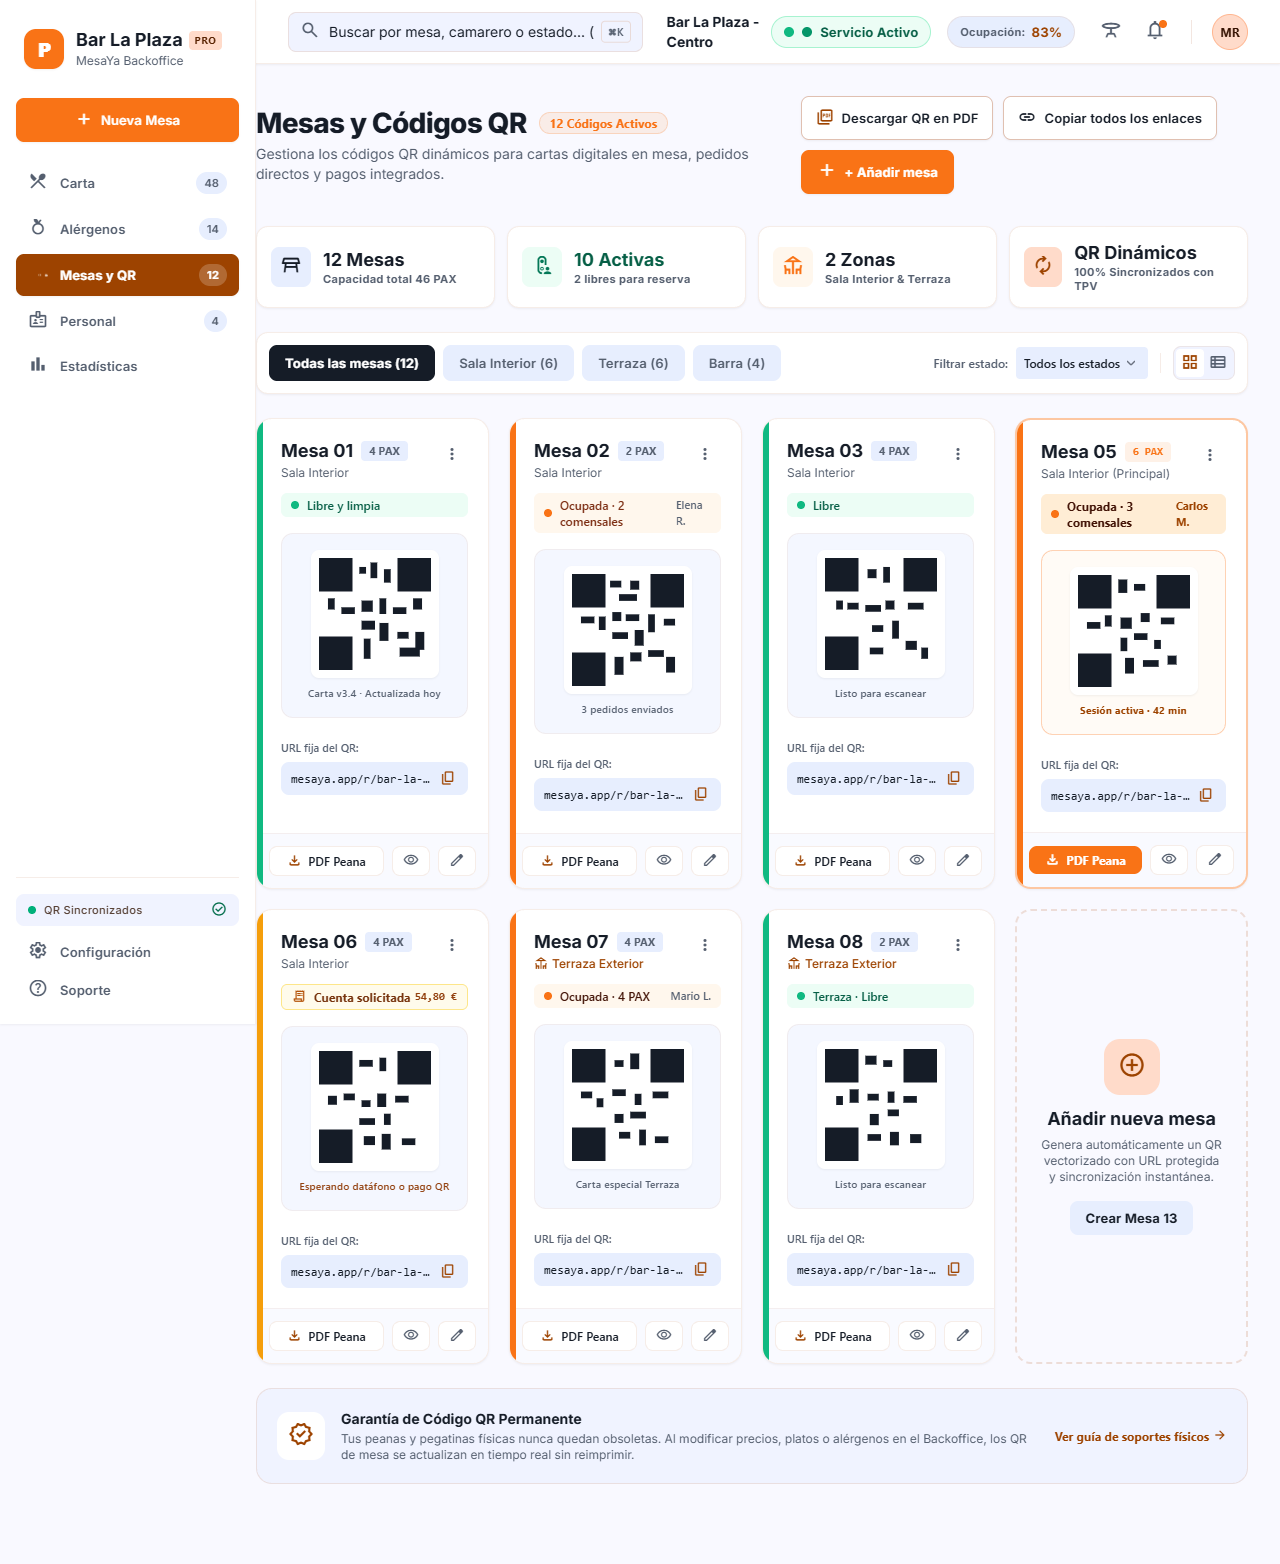 P
Bar La Plaza PRO
MesaYa Backoffice
+ Nueva Mesa
Carta 48
Alérgenos 14
Mesas y QR 12
Personal 4
Estadísticas
QR Sincronizados
Configuración
Soporte
Buscar por mesa, camarero o estado... ( ⌘K
Bar La Plaza -
Centro
Servicio Activo
Ocupación: 83%
MR
Mesas y Códigos QR 12 Códigos Activos
Gestiona los códigos QR dinámicos para cartas digitales en mesa, pedidos
directos y pagos integrados.
Descargar QR en PDF
Copiar todos los enlaces
+ + Añadir mesa
12 Mesas
Capacidad total 46 PAX
10 Activas
2 libres para reserva
2 Zonas
Sala Interior & Terraza
QR Dinámicos
100% Sincronizados con
TPV
Todas las mesas (12)
Sala Interior (6)
Terraza (6)
Barra (4)
Filtrar estado: Todos los estados
Mesa 01 4 PAX
Sala Interior
Libre y limpia
Carta v3.4 · Actualizada hoy
URL fija del QR:
mesaya.app/r/bar-la-…
PDF Peana
Mesa 02 2 PAX
Sala Interior
Ocupada · 2
comensales
Elena
R.
3 pedidos enviados
URL fija del QR:
mesaya.app/r/bar-la-…
PDF Peana
Mesa 03 4 PAX
Sala Interior
Libre
Listo para escanear
URL fija del QR:
mesaya.app/r/bar-la-…
PDF Peana
Mesa 05 6 PAX
Sala Interior (Principal)
Ocupada · 3
comensales
Carlos
M.
Sesión activa · 42 min
URL fija del QR:
mesaya.app/r/bar-la-…
PDF Peana
Mesa 06 4 PAX
Sala Interior
Cuenta solicitada 54,80 €
Esperando datáfono o pago QR
URL fija del QR:
mesaya.app/r/bar-la-…
PDF Peana
Mesa 07 4 PAX
Terraza Exterior
Ocupada · 4 PAX Mario L.
Carta especial Terraza
URL fija del QR:
mesaya.app/r/bar-la-…
PDF Peana
Mesa 08 2 PAX
Terraza Exterior
Terraza · Libre
Listo para escanear
URL fija del QR:
mesaya.app/r/bar-la-…
PDF Peana
Añadir nueva mesa
Genera automáticamente un QR
vectorizado con URL protegida
y sincronización instantánea.
Crear Mesa 13
Garantía de Código QR Permanente
Tus peanas y pegatinas físicas nunca quedan obsoletas. Al modificar precios, platos o alérgenos en el Backoffice, los QR
de mesa se actualizan en tiempo real sin reimprimir.
Ver guía de soportes físicos →